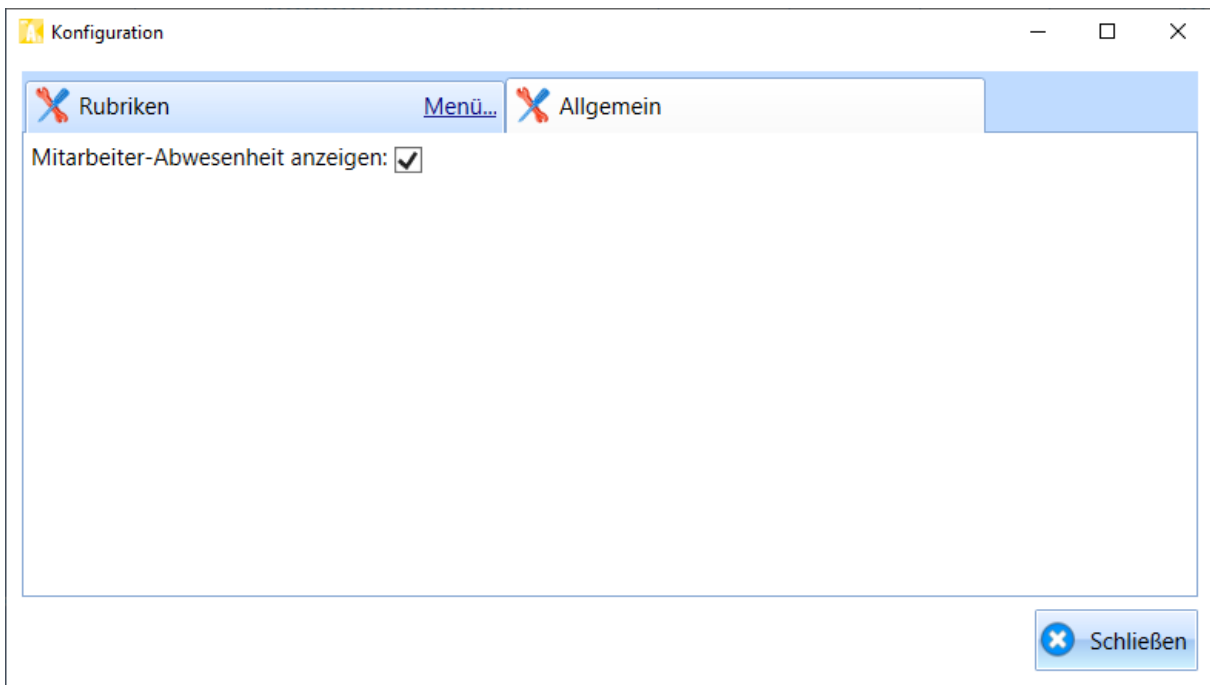 Konfiguration
Rubriken Menü... Allgemein
Mitarbeiter-Abwesenheit anzeigen:
Schließen